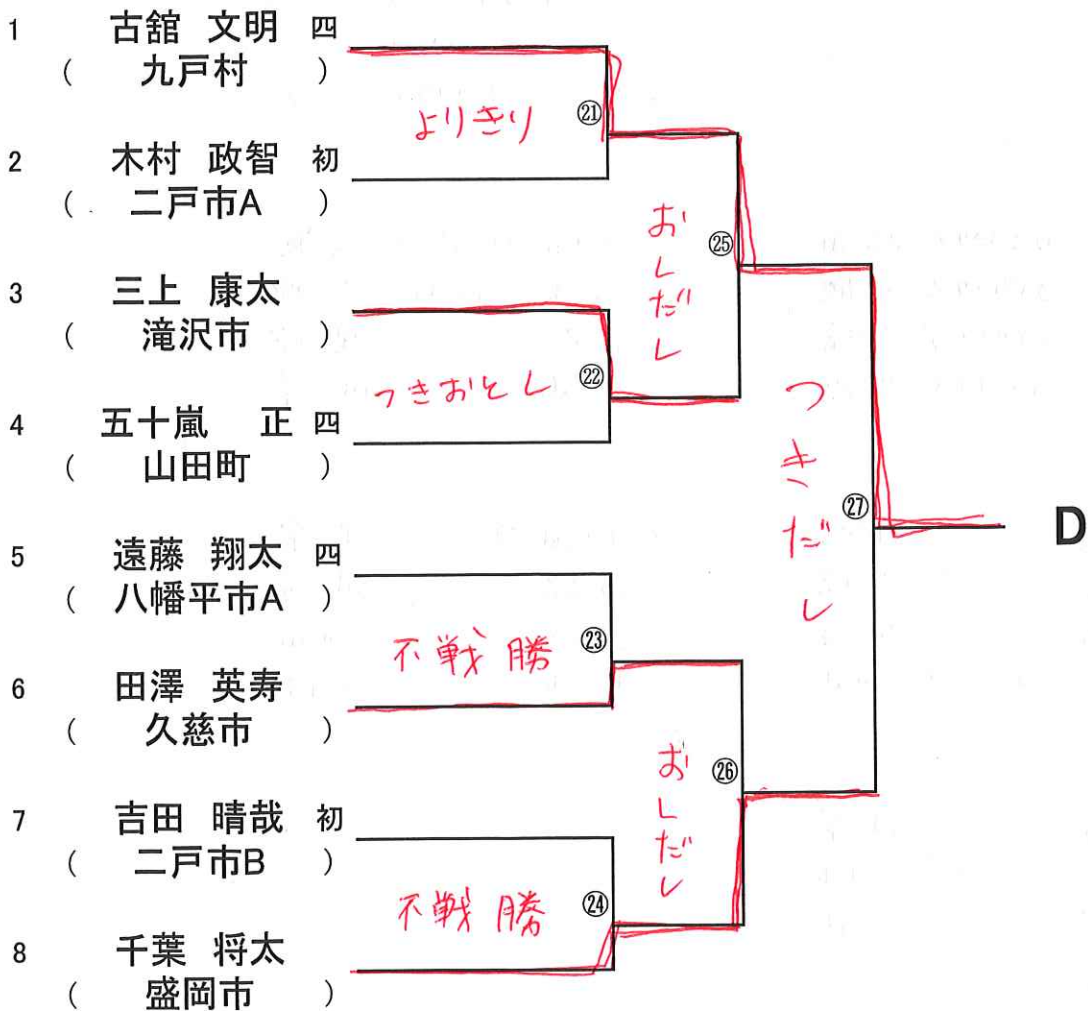 1 古舘 文明 四
( 九戸村 )
よりきり ㉑
2 木村 政智 初
( 二戸市A )
おしだし ㉕
3 三上 康太
( 滝沢市 )
つきおとし ㉒
4 五十嵐 正 四
( 山田町 )
つきだし ㉗
D
5 遠藤 翔太 四
( 八幡平市A )
不戦勝 ㉓
6 田澤 英寿
( 久慈市 )
おしだし ㉖
7 吉田 晴哉 初
( 二戸市B )
不戦勝 ㉔
8 千葉 将太
( 盛岡市 )